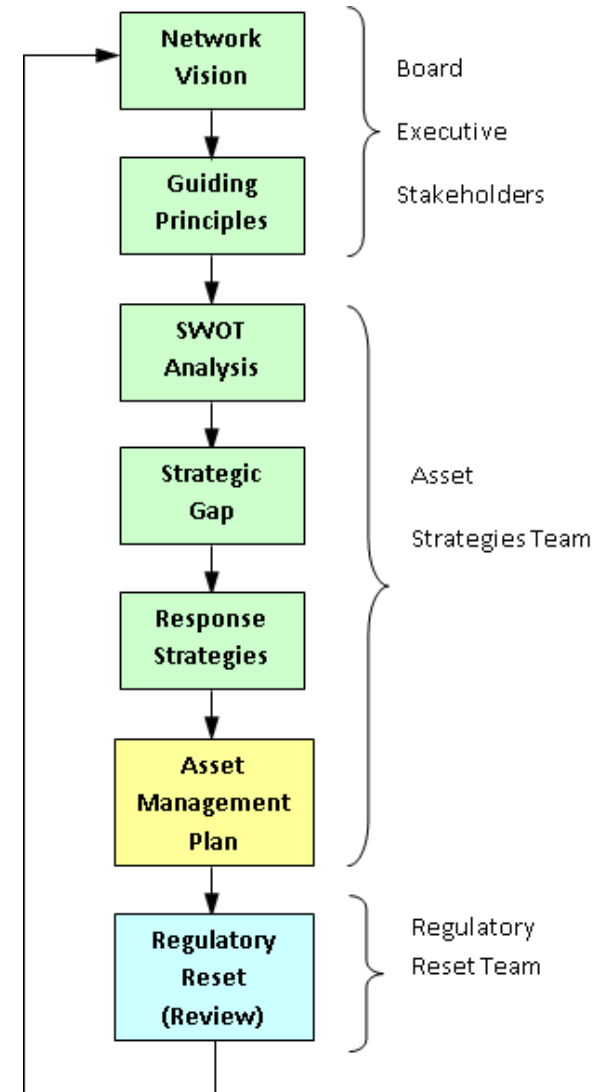 Network
Vision
Board
Executive
Guiding
Principles
Stakeholders
SWOT
Analysis
Strategic
Gap
Asset
Strategies Team
Response
Strategies
Asset
Management
Plan
Regulatory
Reset
(Review)
Regulatory
Reset Team